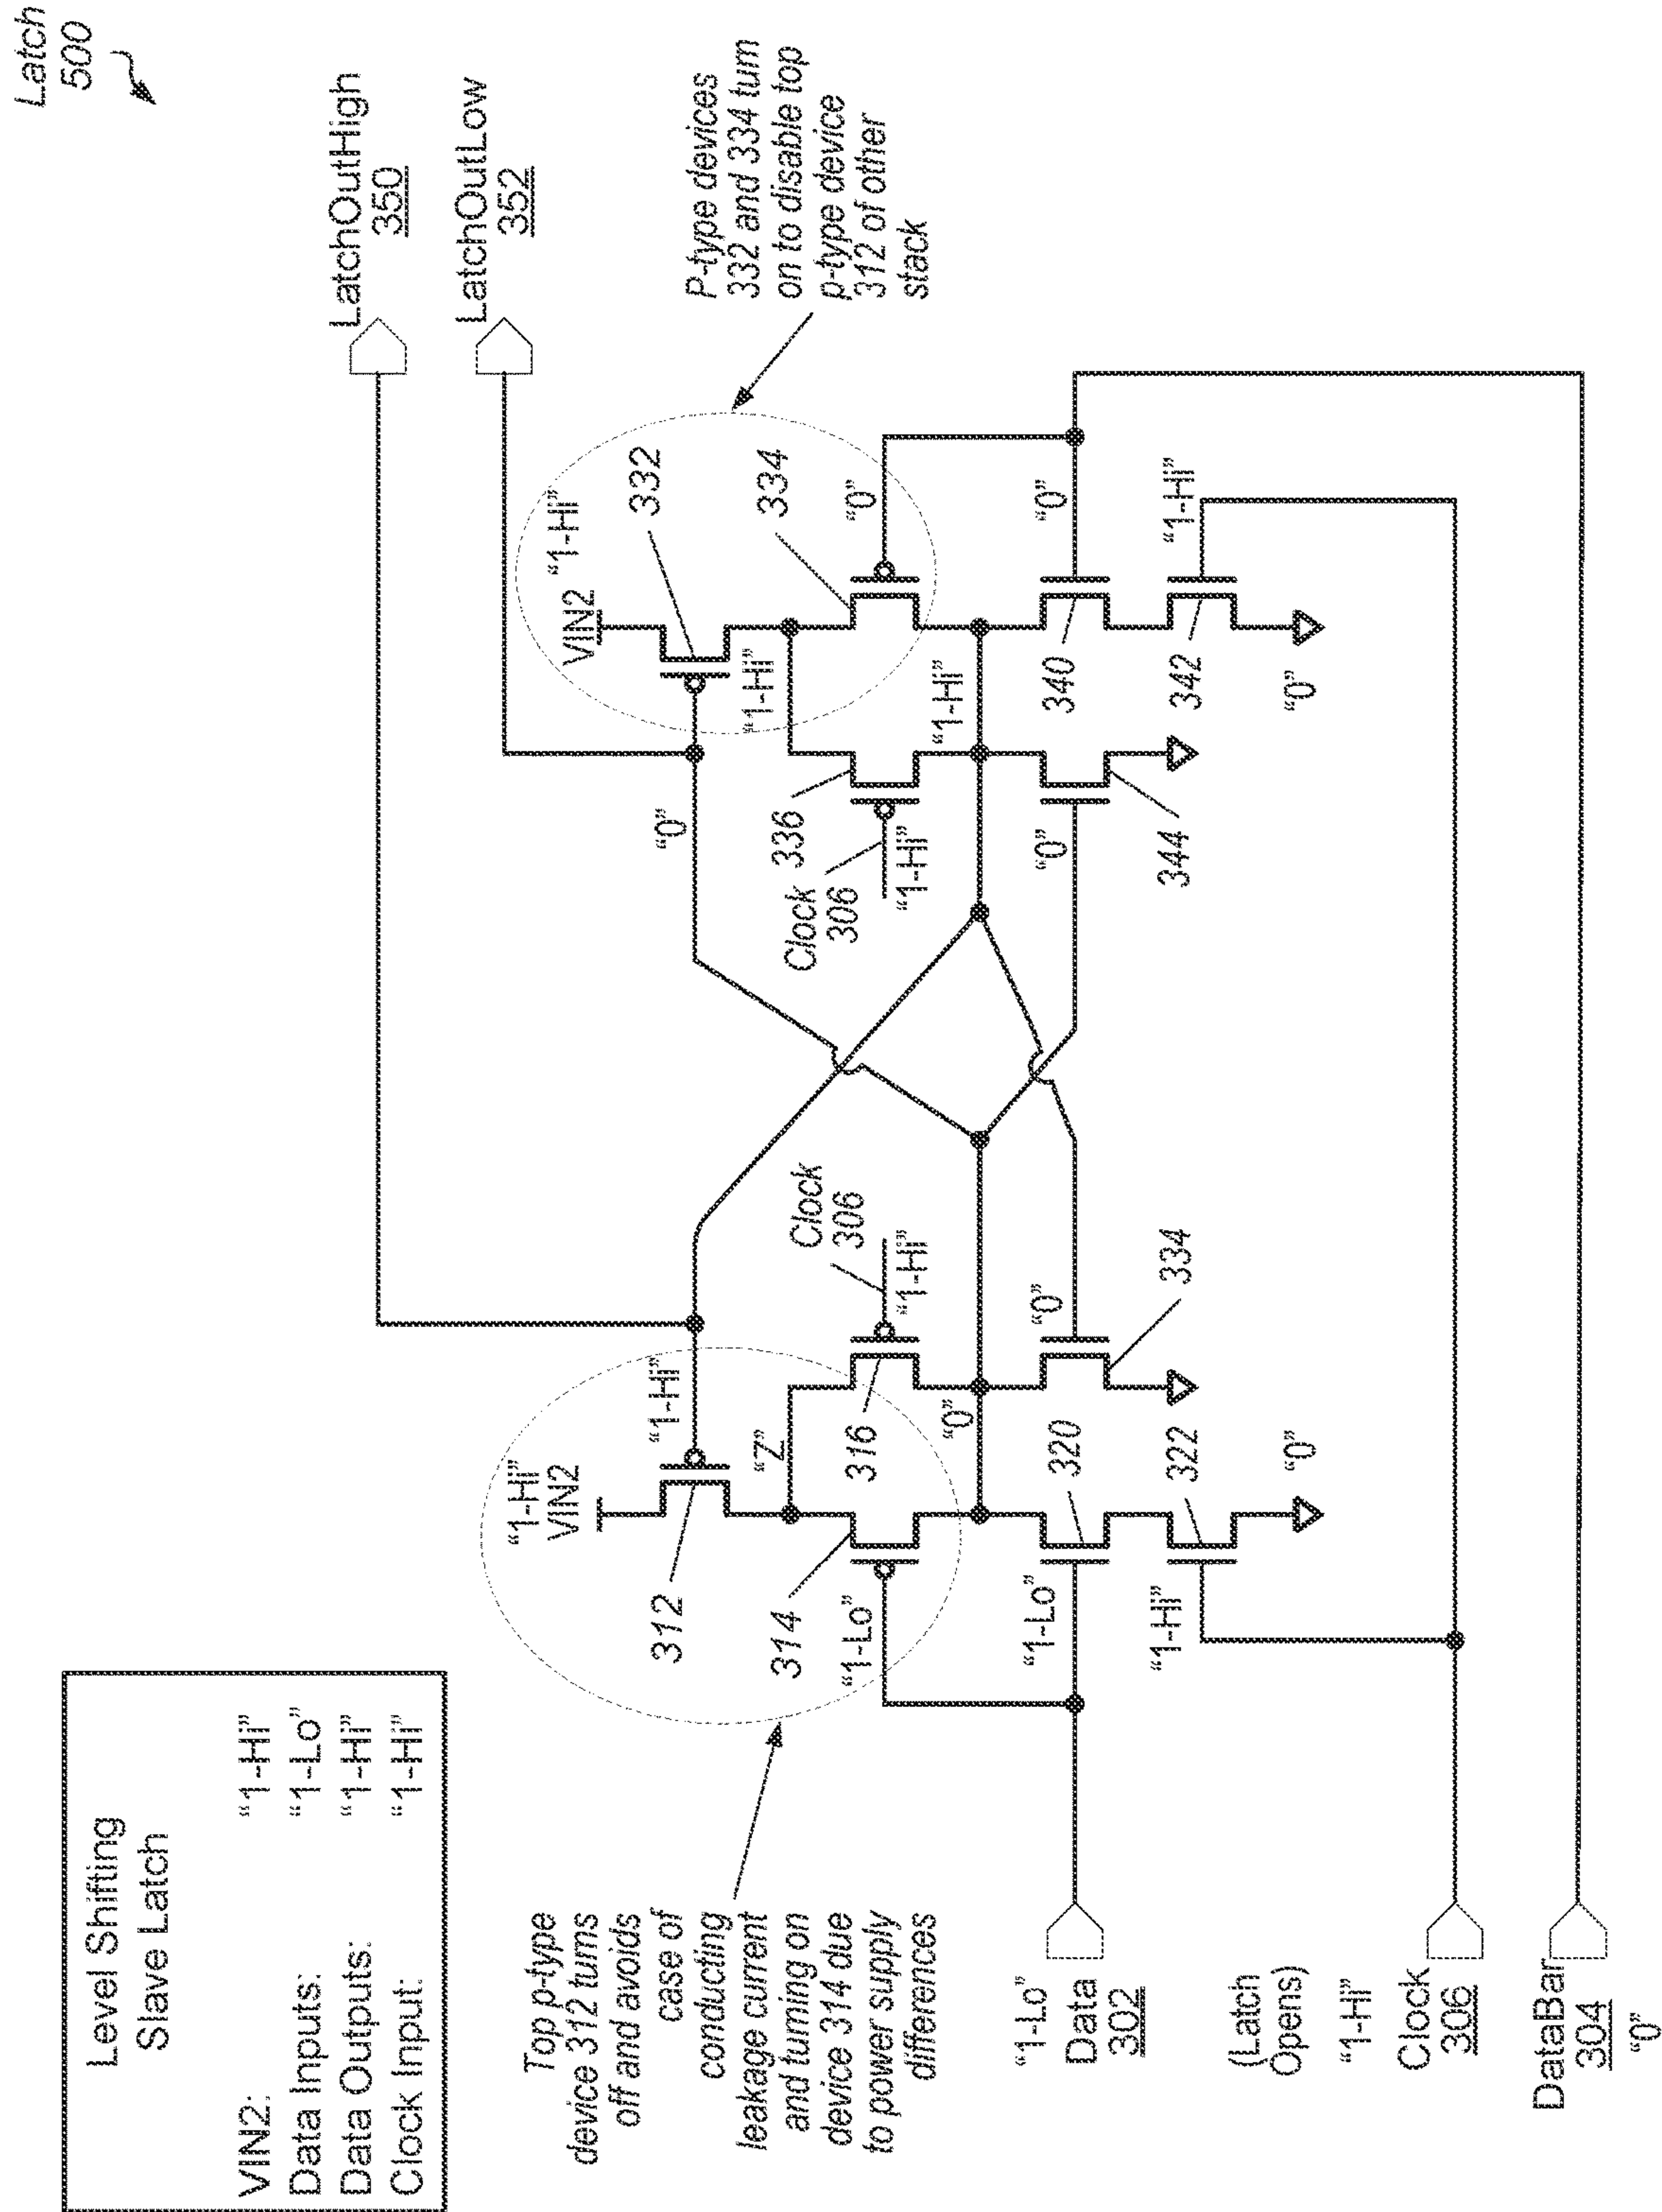 Latch
500
Level Shifting
Slave Latch
VIN2: "1-Hi"
Data Inputs: "1-Lo"
Data Outputs: "1-Hi"
Clock Input: "1-Hi"
LatchOutHigh
350
LatchOutLow
352
Top p-type
device 312 turns
off and avoids
case of
conducting
leakage current
and turning on
device 314 due
to power supply
differences
P-type devices
332 and 334 turn
on to disable top
p-type device
312 of other
stack
"1-Hi"
VIN2
312
"1-Hi"
314
"1-Lo"
"Z"
316
Clock
306
"1-Hi"
"0"
"1-Lo"
320
"0"
334
"1-Hi"
322
"0"
VIN2
"1-Hi"
332
"0"
"1-Hi"
334
"0"
Clock
306
336
"1-Hi"
"1-Hi"
"0"
344
340
"0"
342
"1-Hi"
"0"
"1-Lo"
Data
302
(Latch
Opens)
"1-Hi"
Clock
306
DataBar
304
"0"